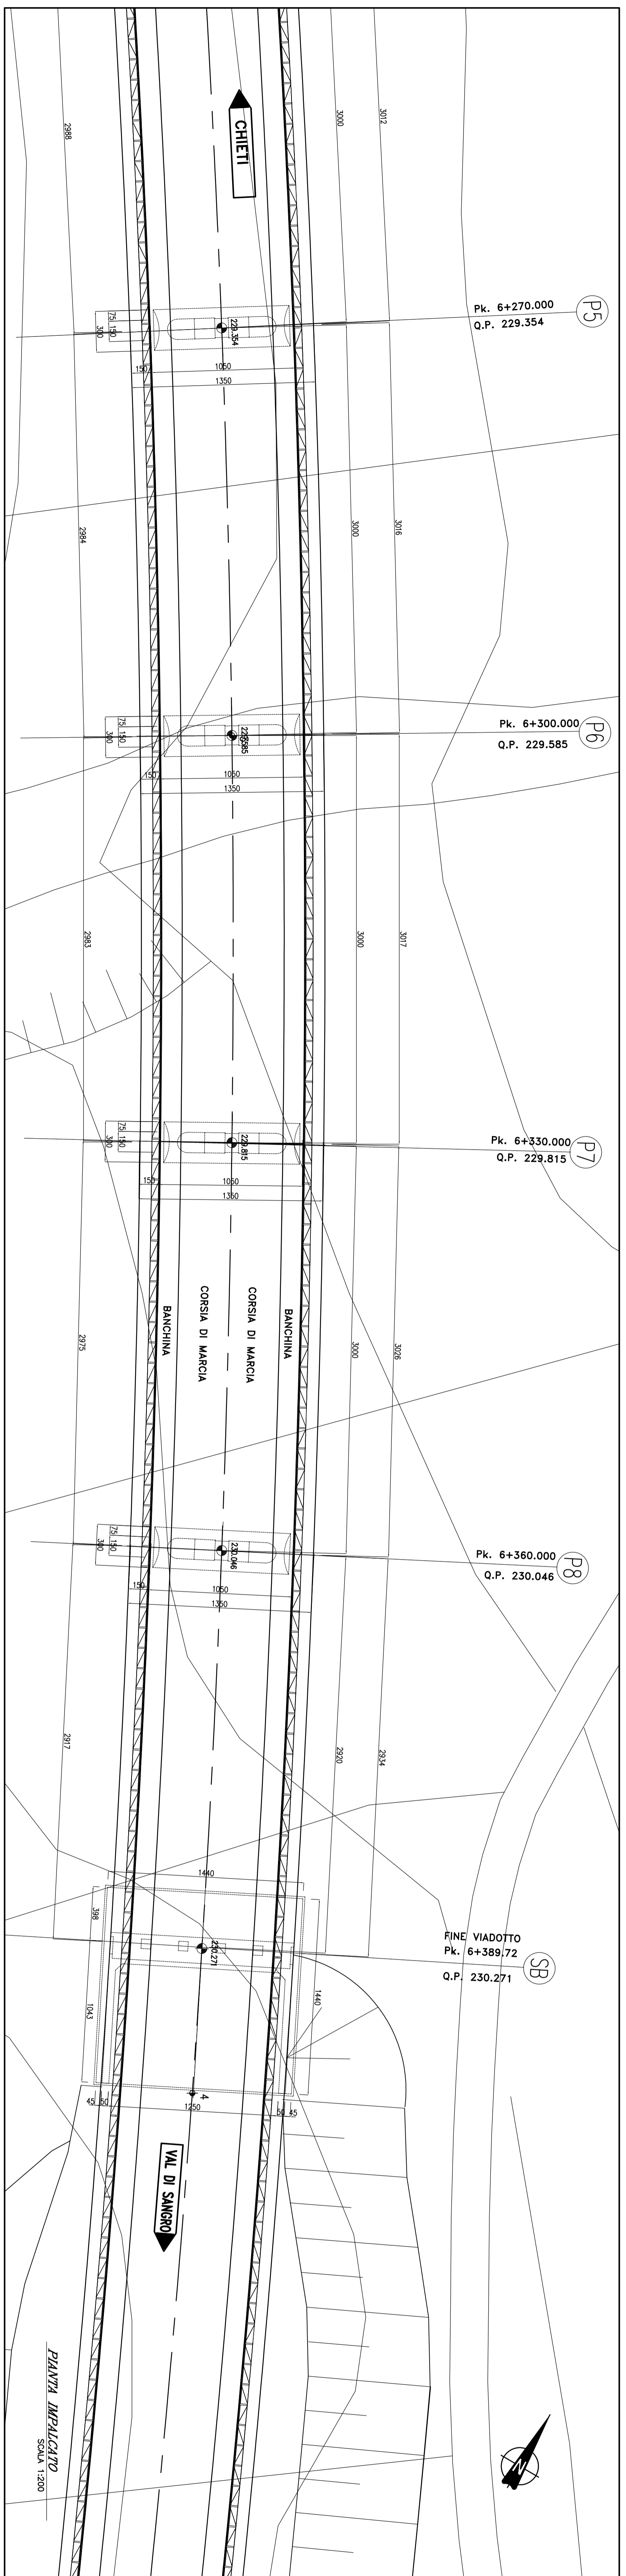 3012
3000
2988
CHIETI
P5
Pk. 6+270.000
Q.P. 229.354
229.354
75 150
300
150
1050
1350
3016
3000
2984
P6
Pk. 6+300.000
Q.P. 229.585
229.585
75 150
300
150
1050
1350
3017
3000
2983
P7
Pk. 6+330.000
Q.P. 229.815
229.815
75 150
300
150
1050
1350
BANCHINA
CORSIA DI MARCIA
CORSIA DI MARCIA
BANCHINA
3026
3000
2975
P8
Pk. 6+360.000
Q.P. 230.046
230.046
75 150
300
150
1050
1350
2934
2920
2917
1440
398
FINE VIADOTTO
Pk. 6+389.72
SB
Q.P. 230.271
230.271
1440
1043
4
45 50
1250
50 45
VAL DI SANGRO
N
PIANTA IMPALCATO
SCALA 1:200